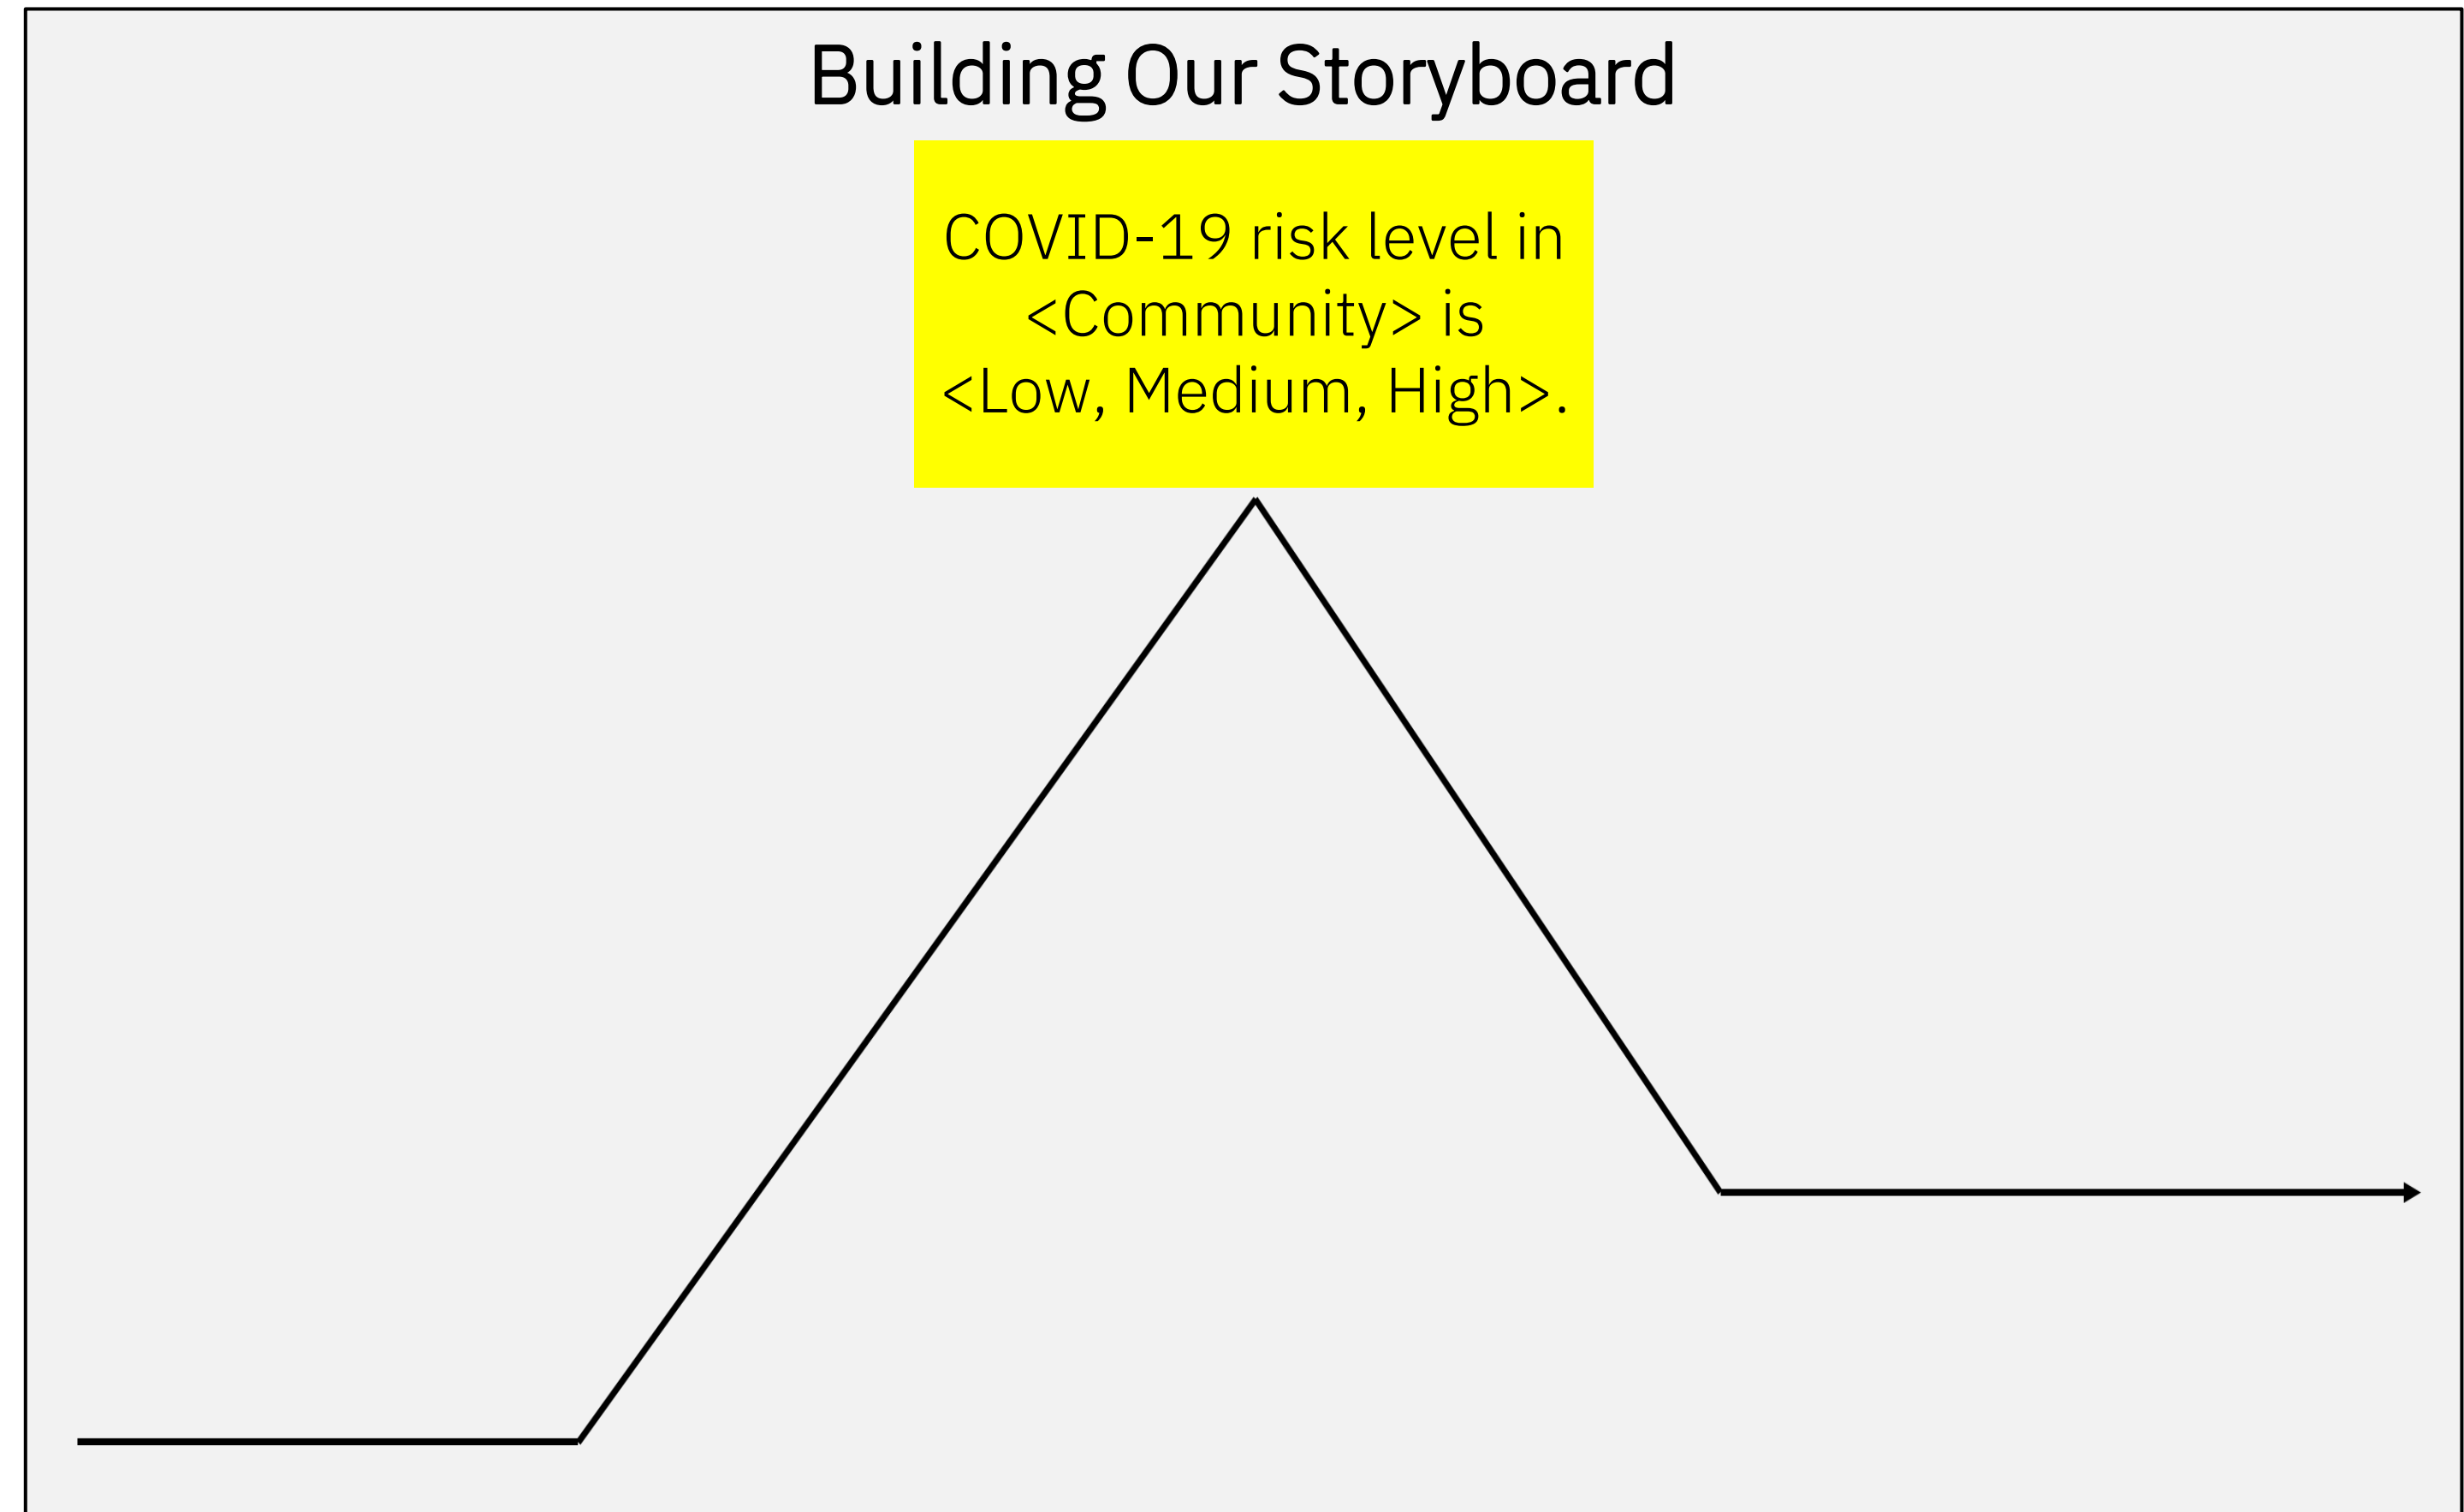 Building Our Storyboard
COVID-19 risk level in
<Community> is
<Low, Medium, High>.